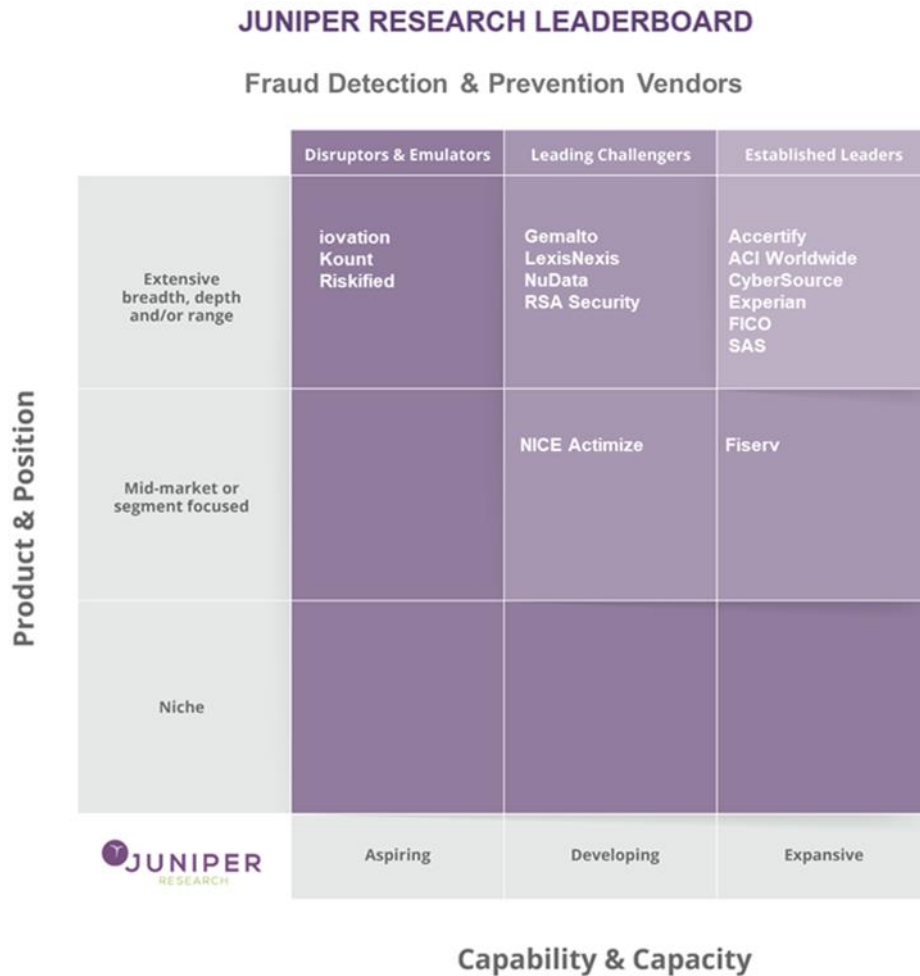 JUNIPER RESEARCH LEADERBOARD
Fraud Detection & Prevention Vendors
Disruptors & Emulators
Leading Challengers
Established Leaders
Product & Position
Extensive
breadth, depth
and/or range
iovation
Kount
Riskified
Gemalto
LexisNexis
NuData
RSA Security
Accertify
ACI Worldwide
CyberSource
Experian
FICO
SAS
Mid-market or
segment focused
NICE Actimize
Fiserv
Niche
JUNIPER
RESEARCH
Aspiring
Developing
Expansive
Capability & Capacity